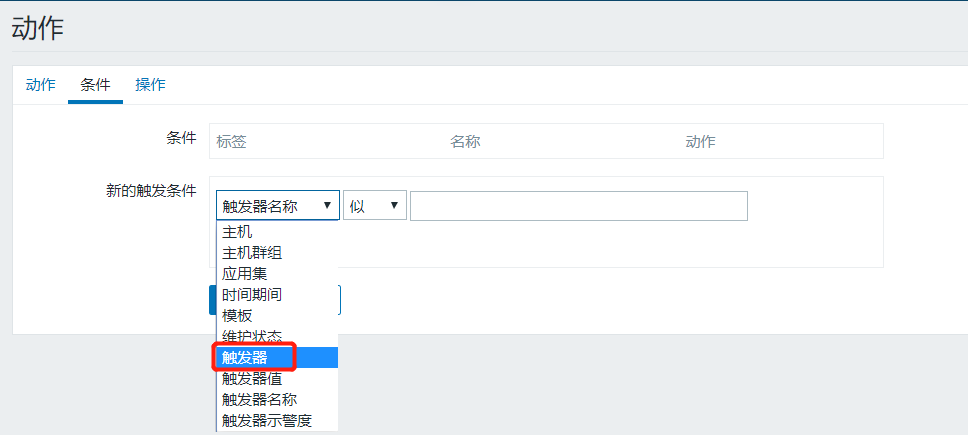 动作
动作 条件 操作
条件 标签 名称 动作
新的触发条件 触发器名称 似
主机
主机群组
应用集
时间期间
模板
维护状态
触发器
触发器值
触发器名称
触发器示警度